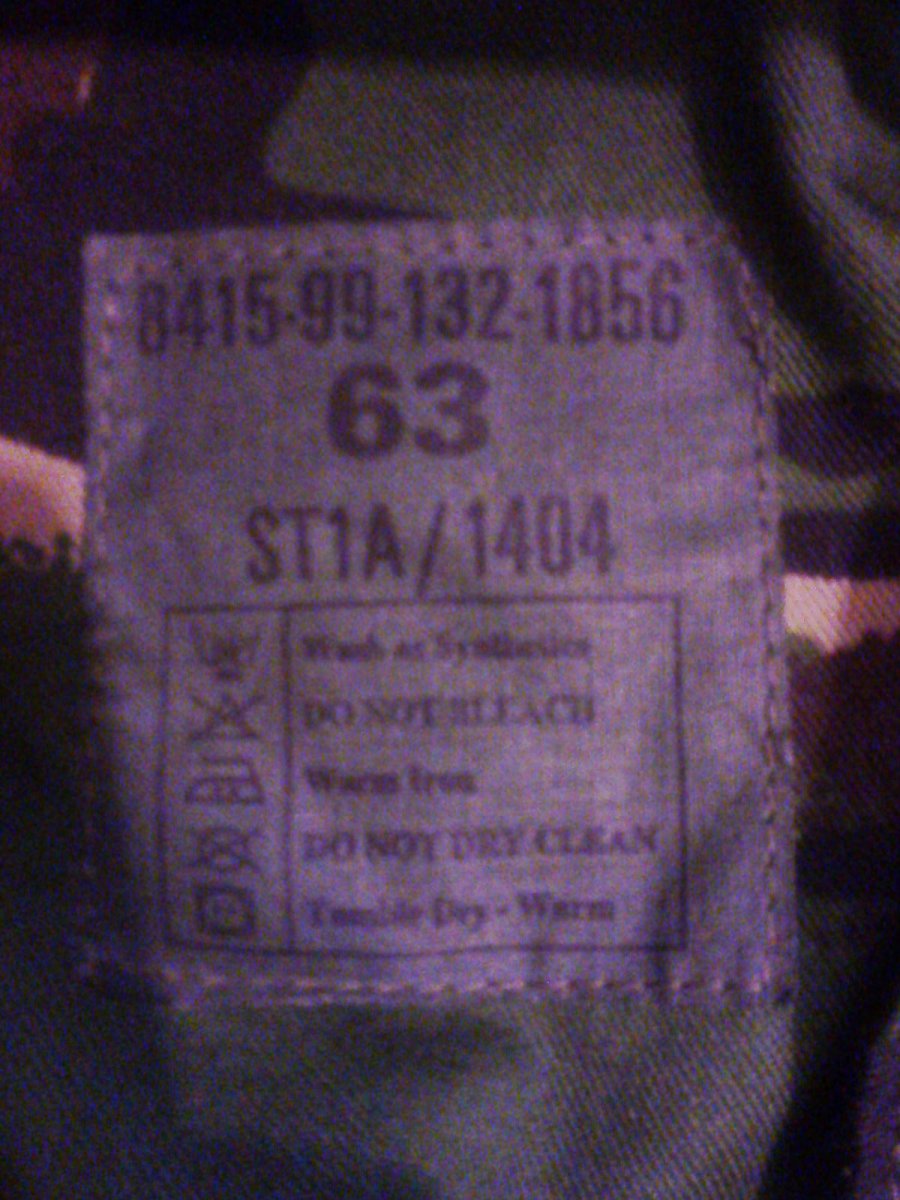 8415-99-132-1856
63
ST1A/1404
Wash as Synthetics
DO NOT BLEACH
Warm Iron
DO NOT DRY CLEAN
Tumble Dry - Warm